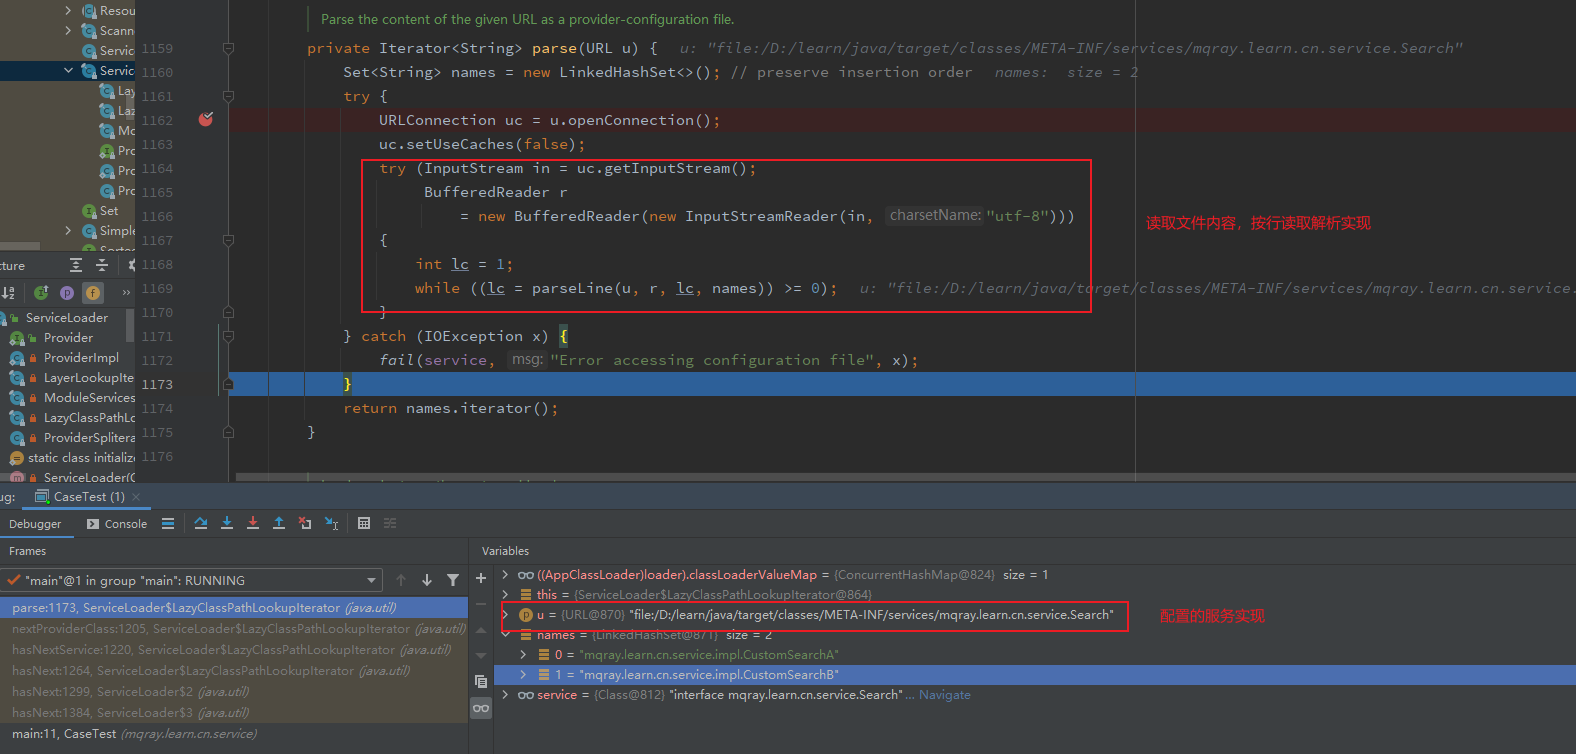 Resou
Scann
Servic
Servic
Lay
Laz
Mo
Pro
Pro
Pro
Set
Simple
Parse the content of the given URL as a provider-configuration file.
1159 private Iterator<String> parse(URL u) { u: "file:/D:/learn/java/target/classes/META-INF/services/mqray.learn.cn.service.Search"
1160 Set<String> names = new LinkedHashSet<>(); // preserve insertion order names: size = 2
1161 try {
1162 URLConnection uc = u.openConnection();
1163 uc.setUseCaches(false);
1164 try (InputStream in = uc.getInputStream();
1165 BufferedReader r
1166 = new BufferedReader(new InputStreamReader(in, charsetName: "utf-8")))
读取文件内容，按行读取解析实现
1167 {
1168 int lc = 1;
1169 while ((lc = parseLine(u, r, lc, names)) >= 0); u: "file:/D:/learn/java/target/classes/META-INF/services/mqray.learn.cn.service.
1170 }
1171 } catch (IOException x) {
1172 fail(service, msg: "Error accessing configuration file", x);
1173 }
1174 return names.iterator();
1175 }
1176
cture
ServiceLoader
Provider
ProviderImpl
LayerLookupIte
ModuleServices
LazyClassPathLo
ProviderSpliterat
static class initialize
ServiceLoader(C
ug: CaseTest (1) ×
Debugger Console
Frames
"main"@1 in group "main": RUNNING
parse:1173, ServiceLoader$LazyClassPathLookupIterator (java.util)
nextProviderClass:1205, ServiceLoader$LazyClassPathLookupIterator (java.util)
hasNextService:1220, ServiceLoader$LazyClassPathLookupIterator (java.util)
hasNext:1264, ServiceLoader$LazyClassPathLookupIterator (java.util)
hasNext:1299, ServiceLoader$2 (java.util)
hasNext:1384, ServiceLoader$3 (java.util)
main:11, CaseTest (mqray.learn.cn.service)
Variables
((AppClassLoader)loader).classLoaderValueMap = {ConcurrentHashMap@824} size = 1
this = {ServiceLoader$LazyClassPathLookupIterator@864}
u = {URL@870} "file:/D:/learn/java/target/classes/META-INF/services/mqray.learn.cn.service.Search"
配置的服务实现
names = {LinkedHashSet@871} size = 2
0 = "mqray.learn.cn.service.impl.CustomSearchA"
1 = "mqray.learn.cn.service.impl.CustomSearchB"
service = {Class@812} "interface mqray.learn.cn.service.Search"... Navigate